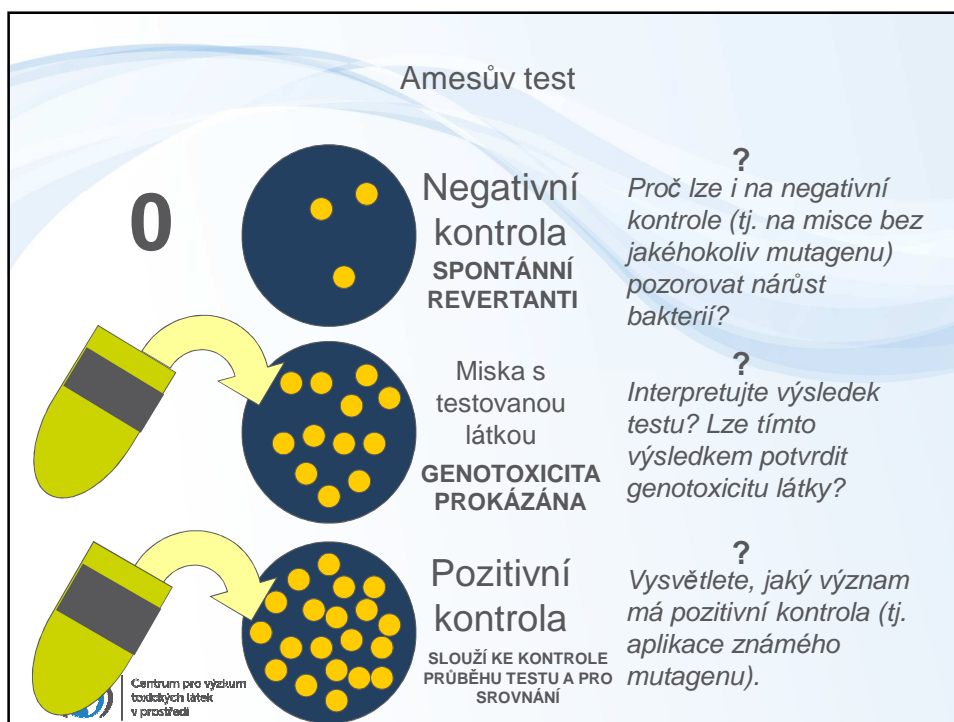 Amesův test
0
Negativní
kontrola
SPONTÁNNÍ
REVERTANTI
?
Proč lze i na negativní
kontrole (tj. na misce bez
jakéhokoliv mutagenu)
pozorovat nárůst
bakterií?
Miska s
testovanou
látkou
GENOTOXICITA
PROKÁZÁNA
?
Interpretujte výsledek
testu? Lze tímto
výsledkem potvrdit
genotoxicitu látky?
Pozitivní
kontrola
SLOUŽÍ KE KONTROLE
PRŮBĚHU TESTU A PRO
SROVNÁNÍ
?
Vysvětlete, jaký význam
má pozitivní kontrola (tj.
aplikace známého
mutagenu).
Centrum pro výzkum
toxických látek
v prostředí